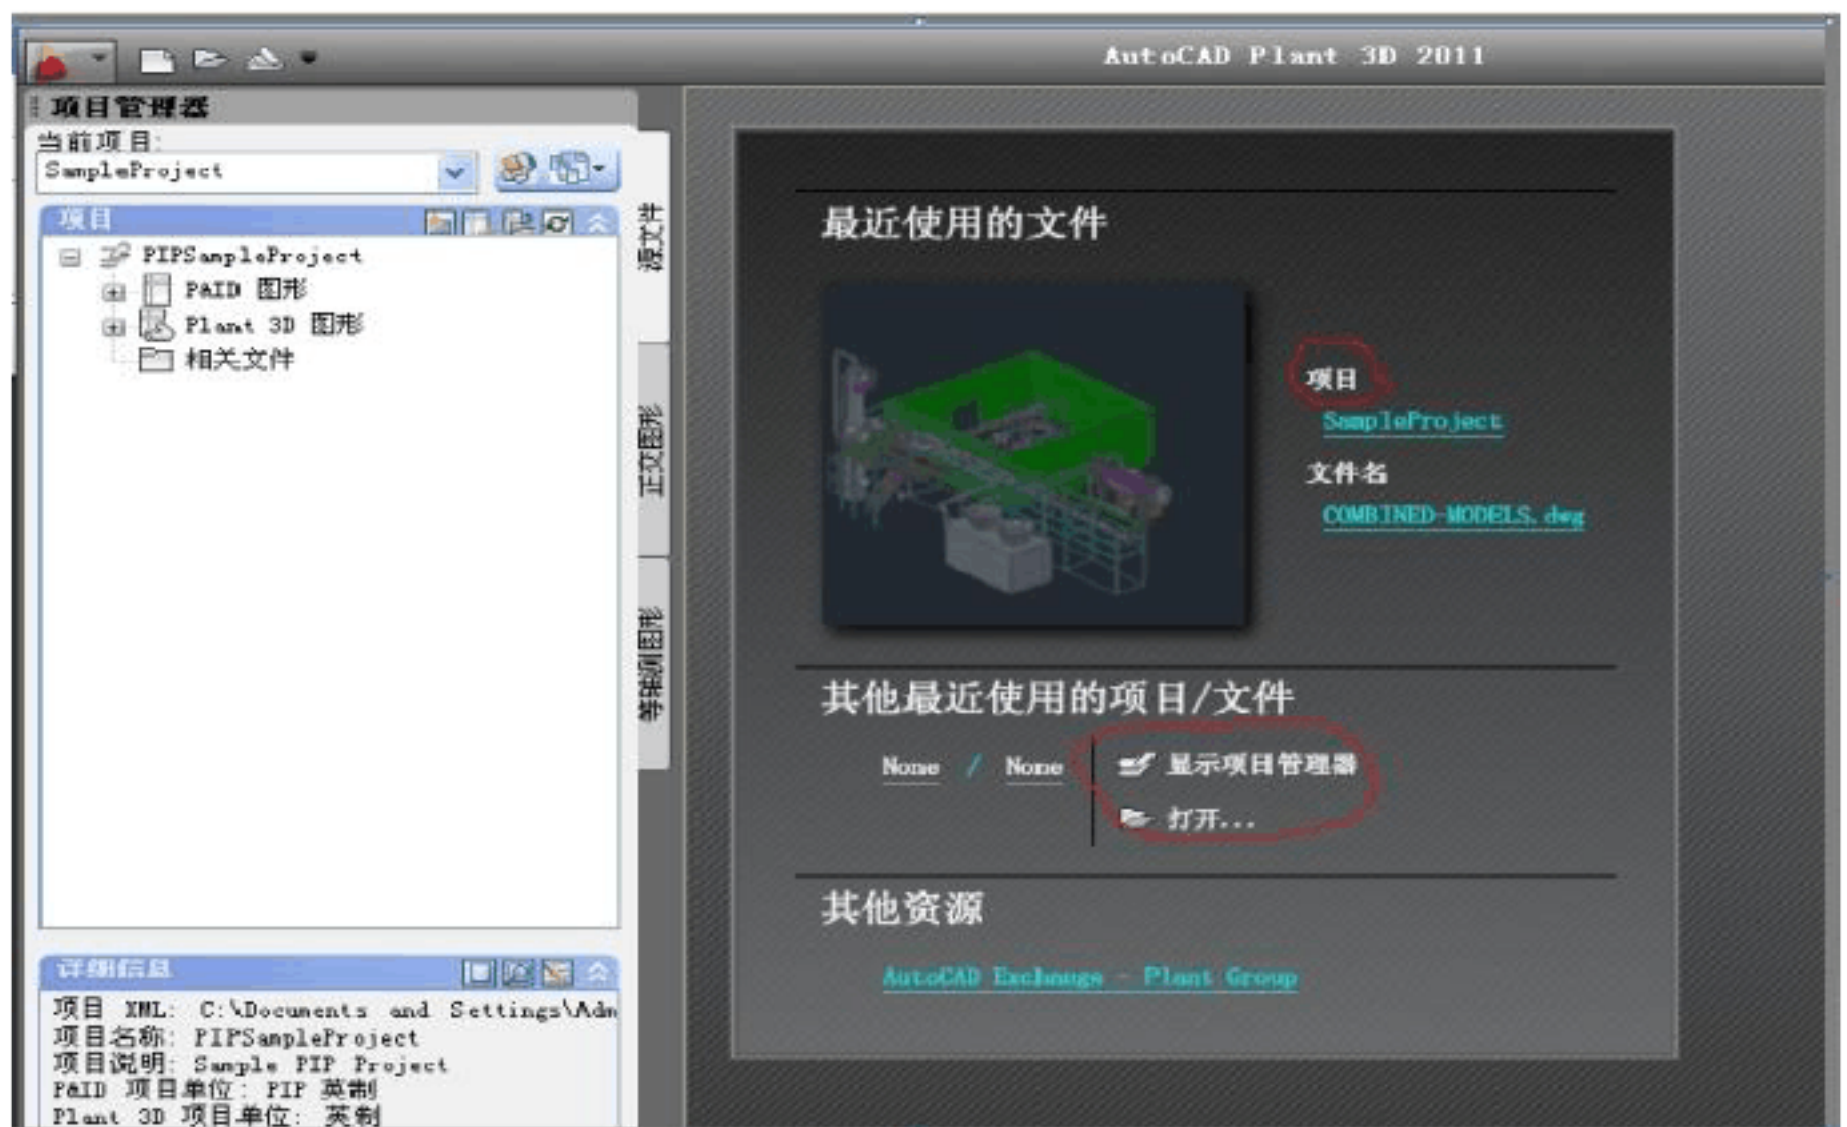 AutoCAD Plant 3D 2011
项目管理器
当前项目:
SampleProject
项目
PIPSampleProject
P&ID 图形
Plant 3D 图形
相关文件
源文件
正交图形
等轴测图形
详细信息
项目 XML: C:\Documents and Settings\Adm
项目名称: PIPSampleProject
项目说明: Sample PIP Project
P&ID 项目单位: PIP 英制
Plant 3D 项目单位: 英制
最近使用的文件
项目
SampleProject
文件名
COMBINED-MODELS.dwg
其他最近使用的项目/文件
None / None
显示项目管理器
打开...
其他资源
AutoCAD Exchange - Plant Group